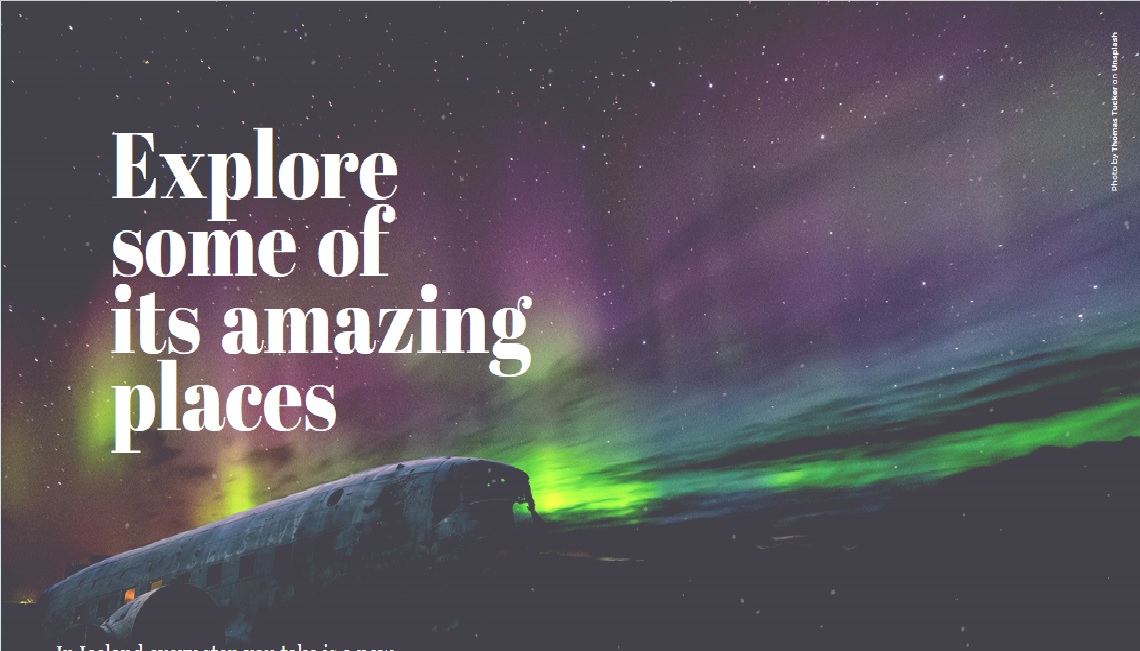 Explore
some of
its amazing
places
Photo by Thomas Tucker on Unsplash
In Iceland every step you take is a new